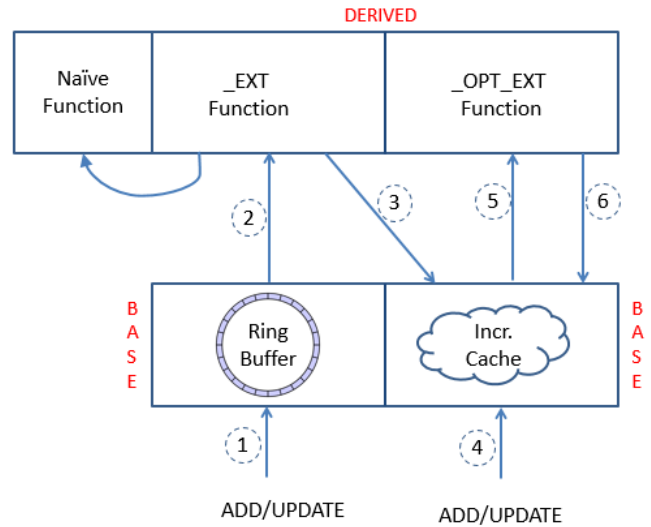 DERIVED
Naïve
Function
_EXT
Function
_OPT_EXT
Function
2
3
5
6
B
A
S
E
Ring
Buffer
Incr.
Cache
B
A
S
E
1
4
ADD/UPDATE
ADD/UPDATE